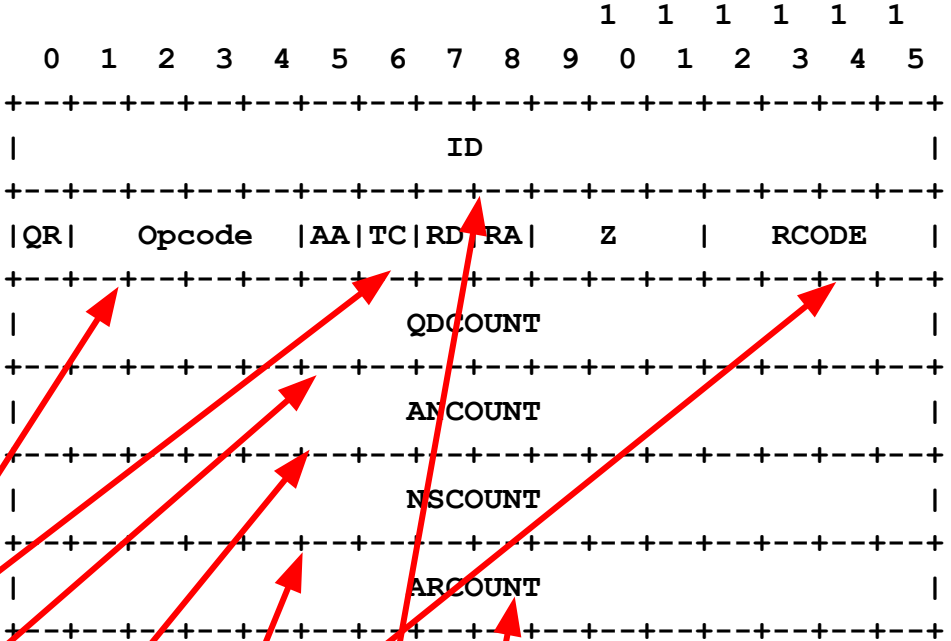 1 1 1 1 1 1
0 1 2 3 4 5 6 7 8 9 0 1 2 3 4 5
+--+--+--+--+--+--+--+--+--+--+--+--+--+--+--+--+
| ID |
+--+--+--+--+--+--+--+--+--+--+--+--+--+--+--+--+
|QR| Opcode |AA|TC|RD|RA| Z | RCODE |
+--+--+--+--+--+--+--+--+--+--+--+--+--+--+--+--+
| QDCOUNT |
+--+--+--+--+--+--+--+--+--+--+--+--+--+--+--+--+
| ANCOUNT |
+--+--+--+--+--+--+--+--+--+--+--+--+--+--+--+--+
| NSCOUNT |
+--+--+--+--+--+--+--+--+--+--+--+--+--+--+--+--+
| ARCOUNT |
+--+--+--+--+--+--+--+--+--+--+--+--+--+--+--+--+